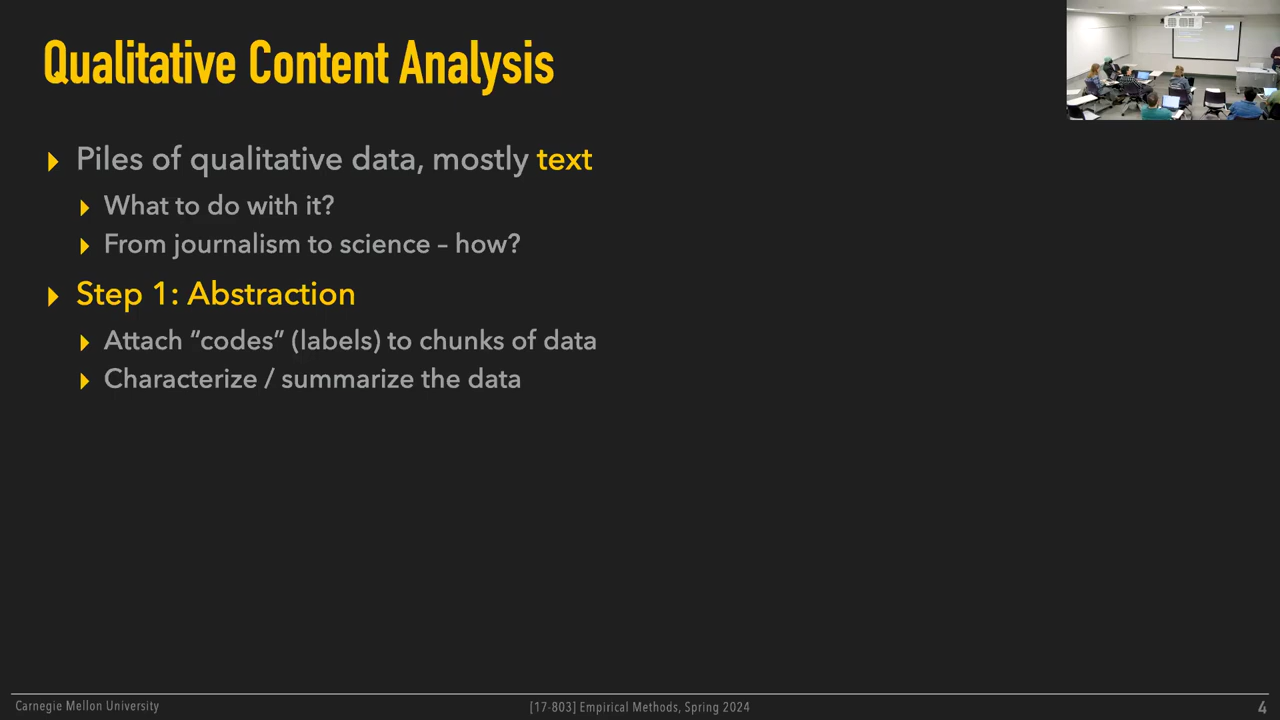 Qualitative Content Analysis
Piles of qualitative data, mostly text
What to do with it?
From journalism to science – how?
Step 1: Abstraction
Attach “codes” (labels) to chunks of data
Characterize / summarize the data
Carnegie Mellon University
[17-803] Empirical Methods, Spring 2024
4